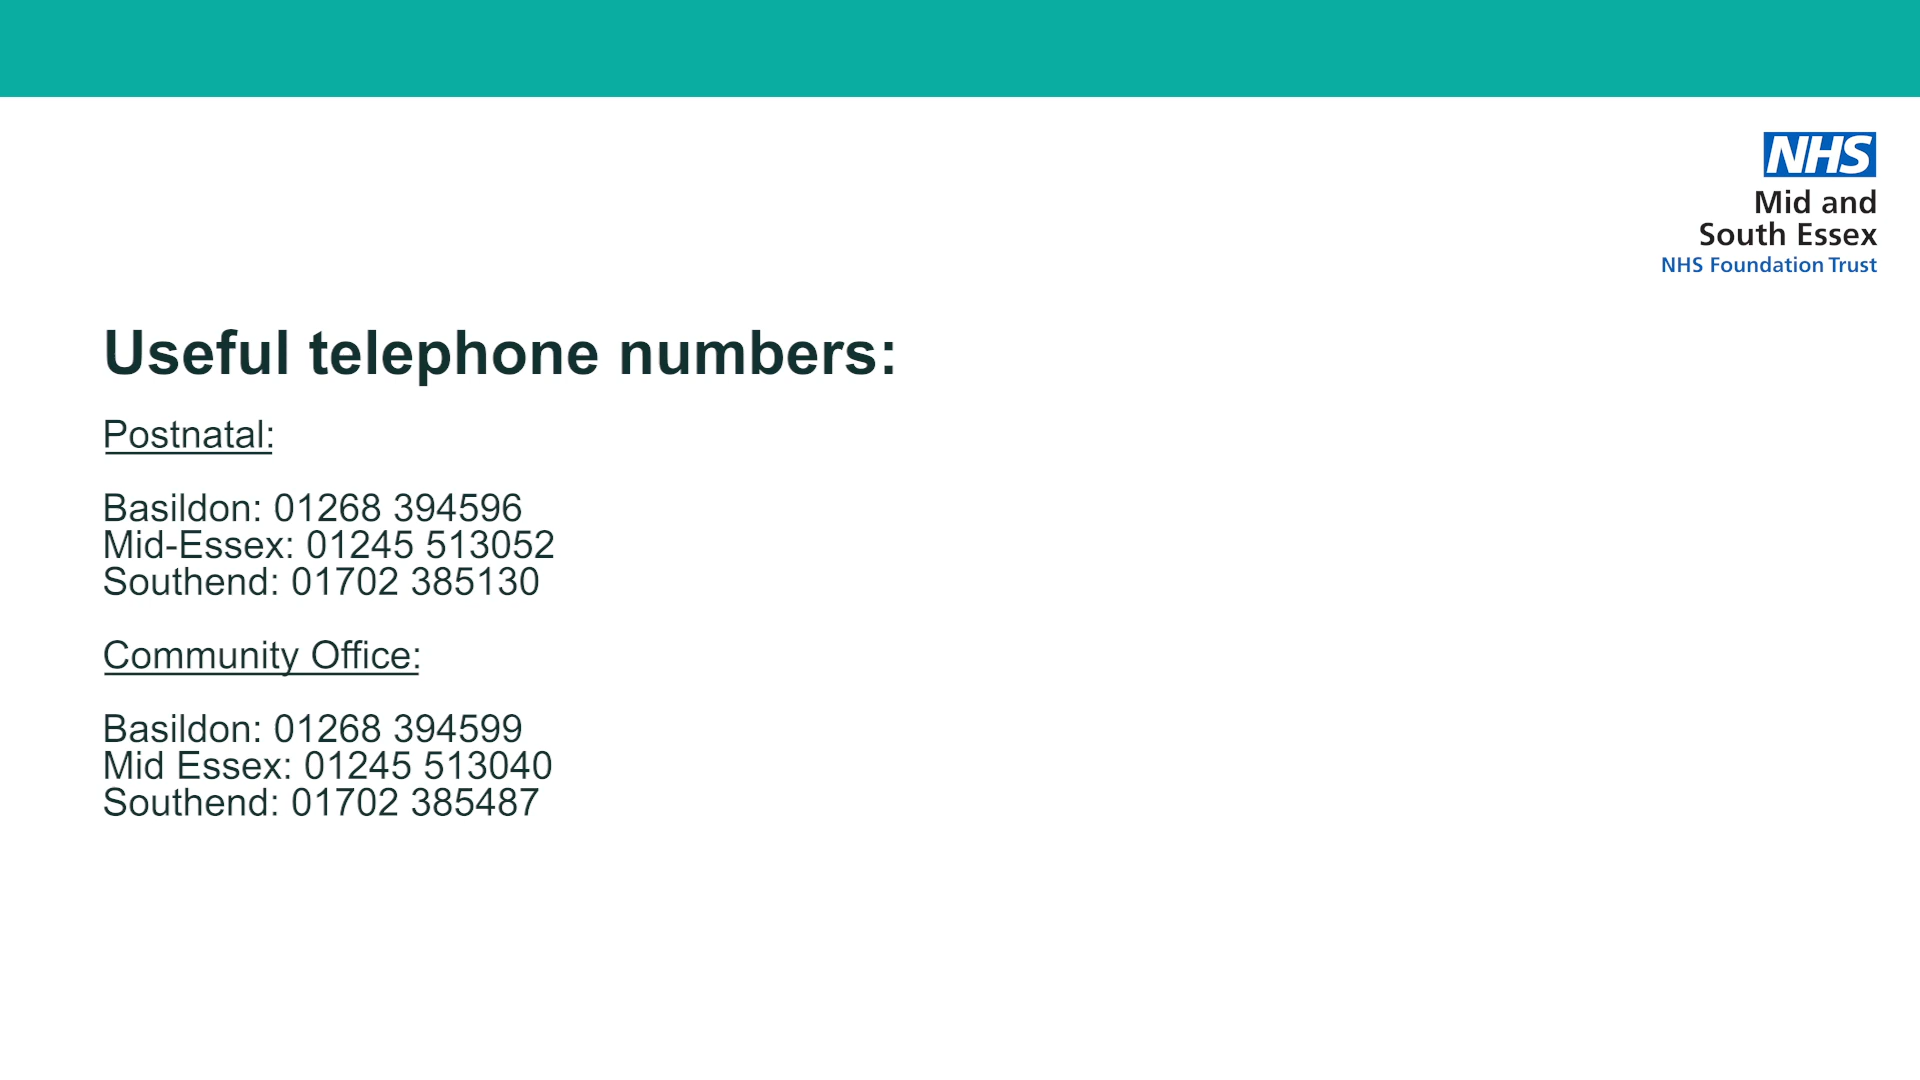 NHS
Mid and
South Essex
NHS Foundation Trust
Useful telephone numbers:
Postnatal:
Basildon: 01268 394596
Mid-Essex: 01245 513052
Southend: 01702 385130
Community Office:
Basildon: 01268 394599
Mid Essex: 01245 513040
Southend: 01702 385487